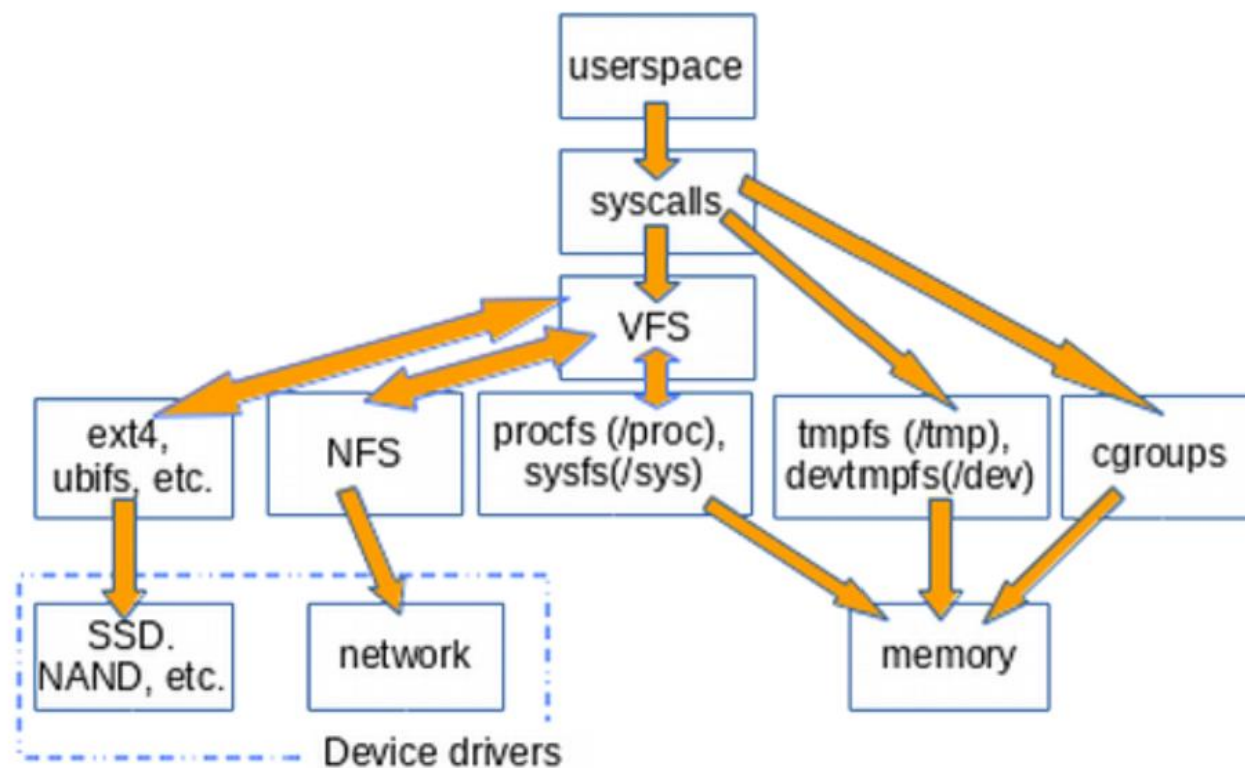 userspace
syscalls
VFS
ext4,
ubifs, etc.
NFS
procfs (/proc),
sysfs(/sys)
tmpfs (/tmp),
devtmpfs(/dev)
cgroups
SSD.
NAND, etc.
network
memory
Device drivers